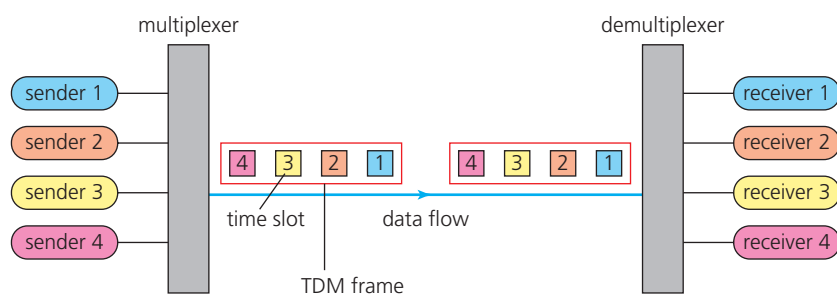 multiplexer
demultiplexer
sender 1
receiver 1
sender 2
receiver 2
4 3 2 1
4 3 2 1
sender 3
receiver 3
time slot
data flow
sender 4
receiver 4
TDM frame